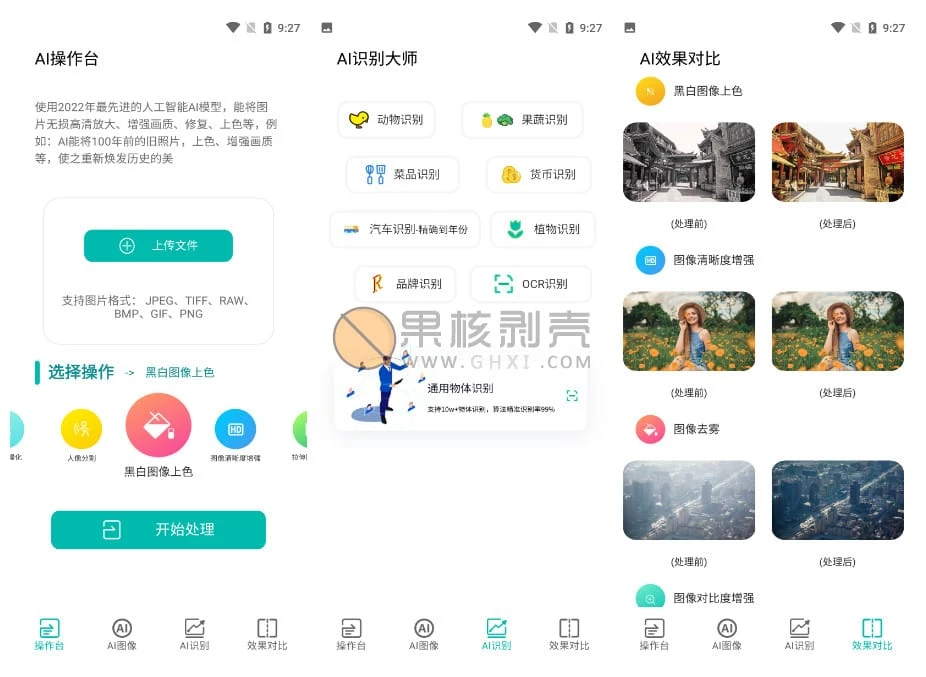 9:27
AI操作台
使用2022年最先进的人工智能AI模型，能将图
片无损高清放大、增强画质、修复、上色等，例
如：AI能将100年前的旧照片，上色、增强画质
等，使之重新焕发历史的美
上传文件
支持图片格式： JPEG、TIFF、RAW、
BMP、GIF、PNG
选择操作 -> 黑白图像上色
HD
人像分割
图像清晰度增强
黑白图像上色
开始处理
操作台
AI
AI图像
AI识别
效果对比
9:27
AI识别大师
动物识别
果蔬识别
菜品识别
货币识别
汽车识别-精确到年份
植物识别
品牌识别
OCR识别
果核剥壳
WWW.GHXI.COM
通用物体识别
支持10w+物体识别，算法精准识别率99%
操作台
AI
AI图像
AI识别
效果对比
9:27
AI效果对比
黑白图像上色
(处理前)
(处理后)
HD
图像清晰度增强
(处理前)
(处理后)
图像去雾
(处理前)
(处理后)
图像对比度增强
操作台
AI
AI图像
AI识别
效果对比